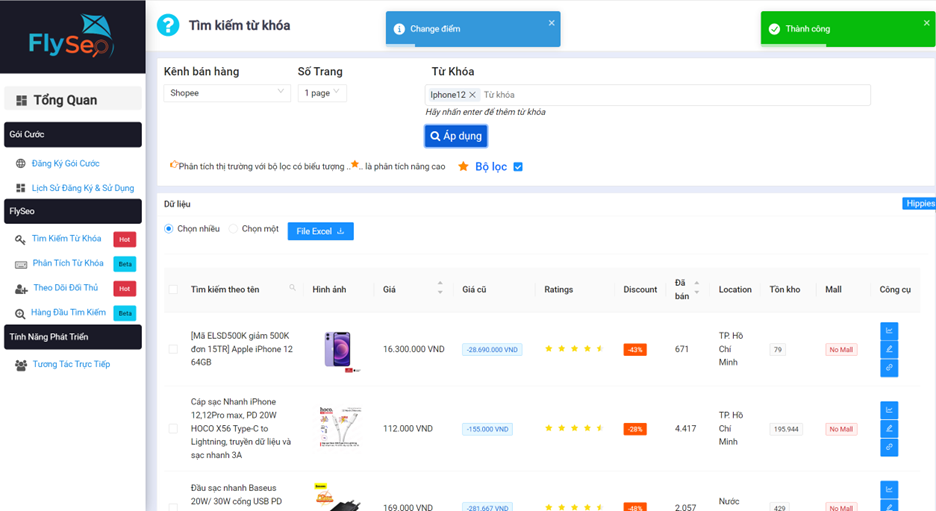 FlySeo
Tìm kiếm từ khóa
Change điểm
Thành công
Tổng Quan
Gói Cước
Đăng Ký Gói Cước
Lịch Sử Đăng Ký & Sử Dụng
FlySeo
Tìm Kiếm Từ Khóa Hot
Phân Tích Từ Khóa Beta
Theo Dõi Đối Thủ Hot
Hàng Đầu Tìm Kiếm Beta
Tính Năng Phát Triển
Tương Tác Trực Tiếp
Kênh bán hàng
Số Trang
Từ Khóa
Shopee
1 page
Iphone12 Từ khóa
Hãy nhấn enter để thêm từ khóa
Áp dụng
Phân tích thị trường với bộ lọc có biểu tượng .. .. là phân tích nâng cao
Bộ lọc
Dữ liệu
Hippies
Chọn nhiều
Chọn một
File Excel
Tìm kiếm theo tên
Hình ảnh
Giá
Giá cũ
Ratings
Discount
Đã
bán
Location
Tồn kho
Mall
Công cụ
[Mã ELSD500K giảm 500K
đơn 15TR] Apple iPhone 12
64GB
16.300.000 VND
-28.690.000 VND
-43%
671
TP. Hồ
Chí
Minh
79
No Mall
Cáp sạc Nhanh iPhone
12,12Pro max, PD 20W
HOCO X56 Type-C to
Lightning, truyền dữ liệu và
sạc nhanh 3A
hoco.
112.000 VND
-155.000 VND
-28%
4.417
TP. Hồ
Chí
Minh
195.944
No Mall
Đầu sạc nhanh Baseus
20W/ 30W cổng USB PD
169.000 VND
-281.667 VND
-48%
2.057
Nước
429
No Mall